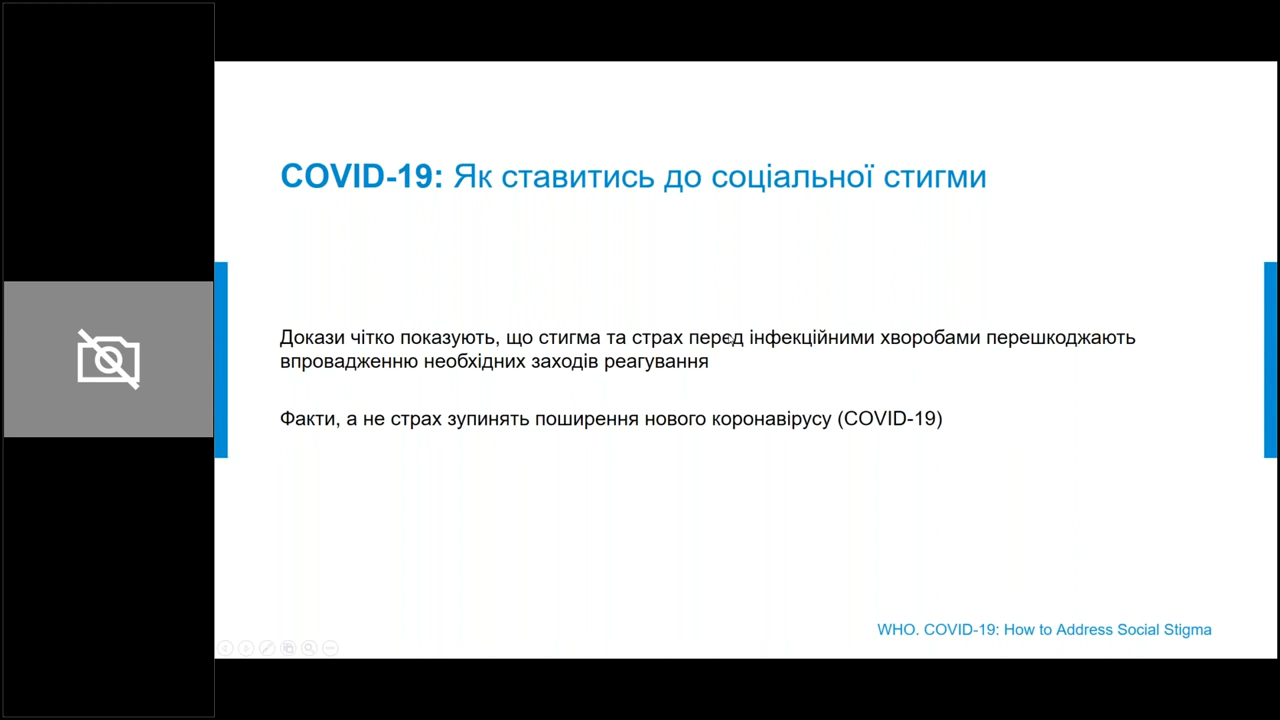 COVID-19: Як ставитись до соціальної стигми
Докази чітко показують, що стигма та страх перед інфекційними хворобами перешкоджають
впровадженню необхідних заходів реагування
Факти, а не страх зупинять поширення нового коронавірусу (COVID-19)
WHO. COVID-19: How to Address Social Stigma